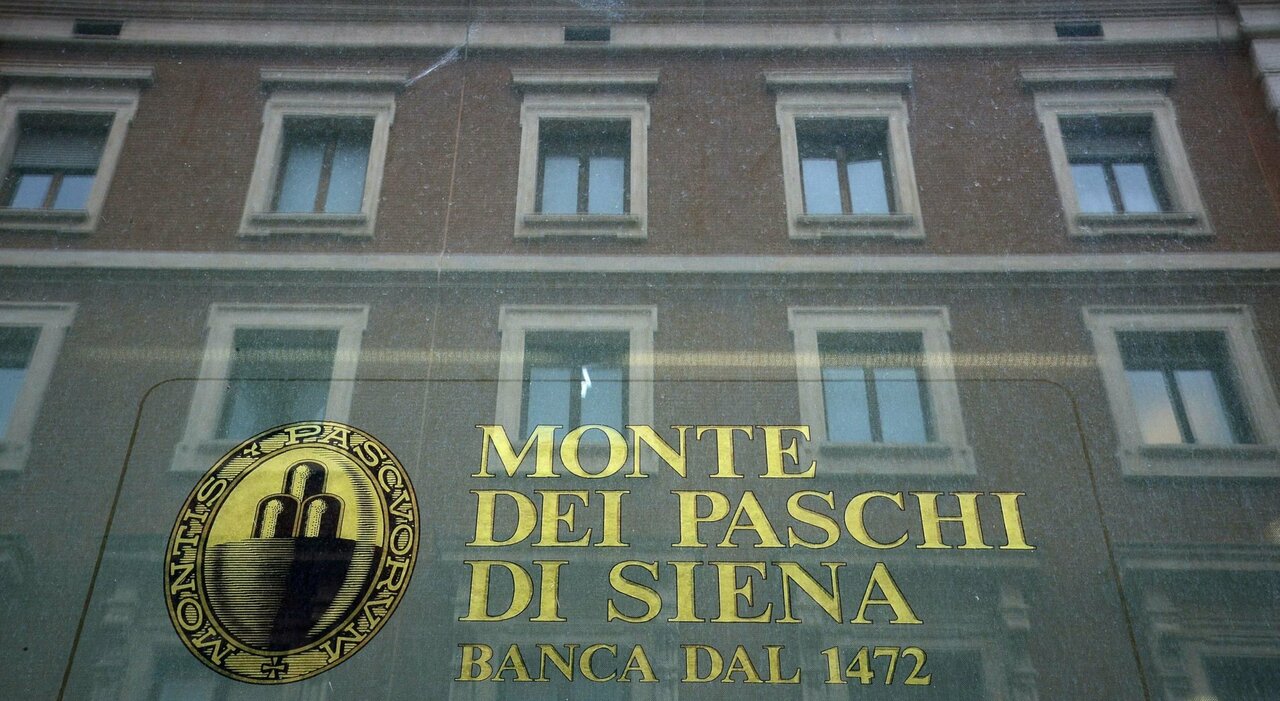 MONTIS PASCVORVM
MONTE
DEI PASCHI
DI SIENA
BANCA DAL 1472